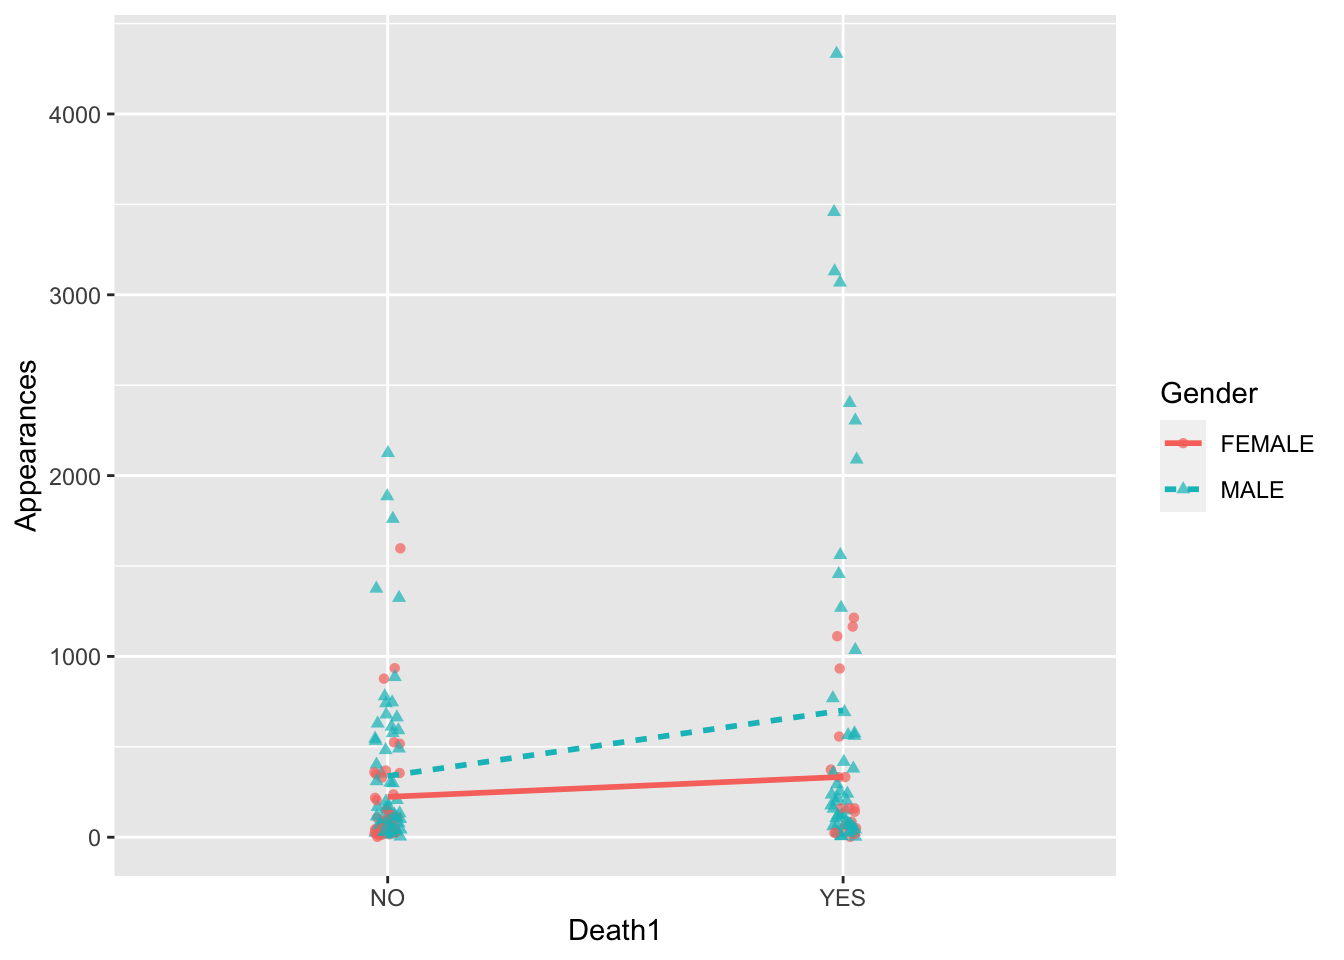 4000
3000
2000
1000
0
Appearances
NO
YES
Death1
Gender
FEMALE
MALE